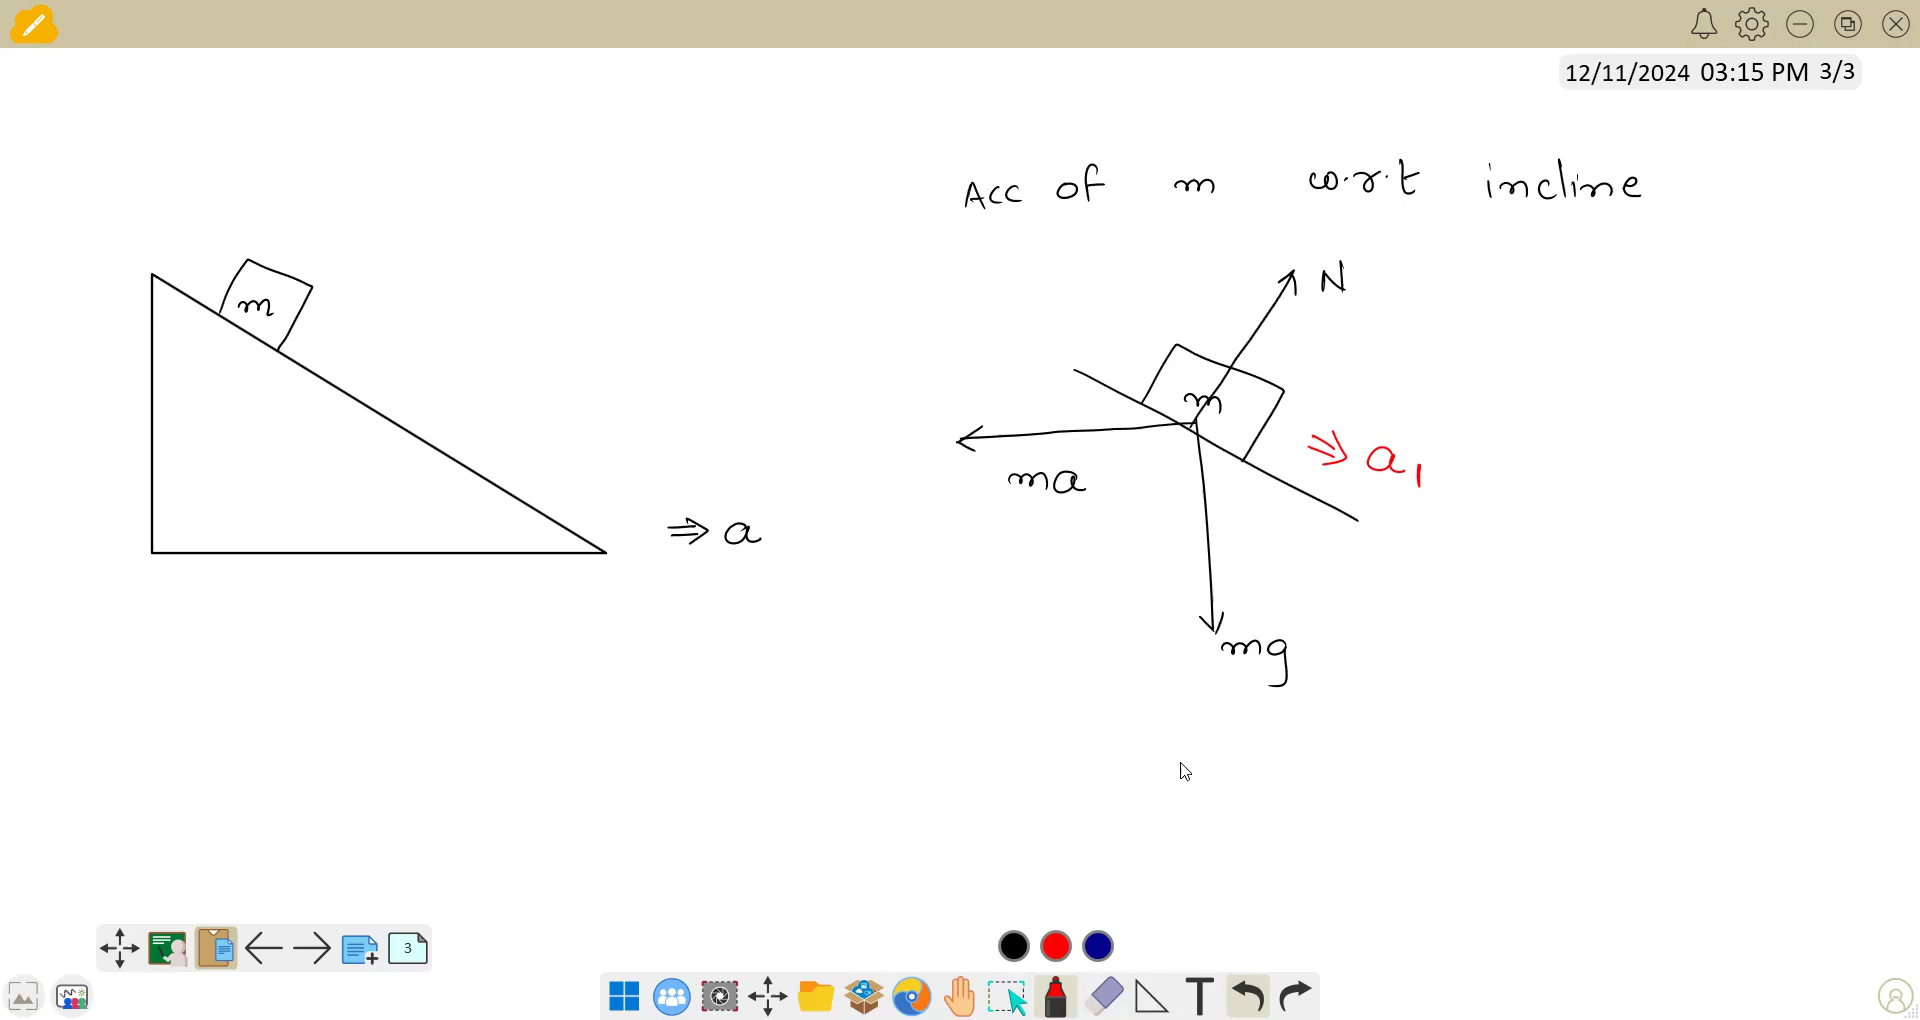 12/11/2024 03:15 PM 3/3
Acc of m w.r.t incline
N
m
m
ma
⇒ a₁
⇒ a
mg
3
T